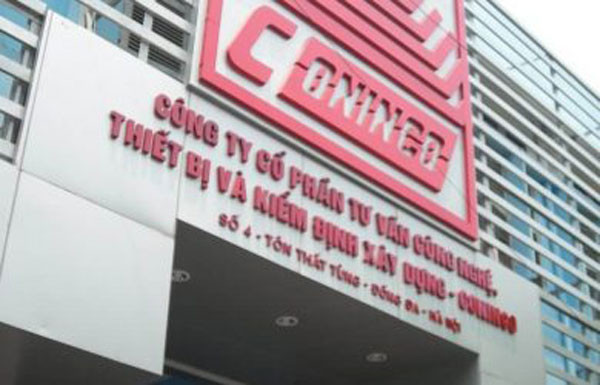 CONINCO
CÔNG TY CỔ PHẦN TƯ VẤN CÔNG NGHỆ,
THIẾT BỊ VÀ KIỂM ĐỊNH XÂY DỰNG - CONINCO
SỐ 4 - TÔN THẤT TÙNG - ĐỐNG ĐA - HÀ NỘI